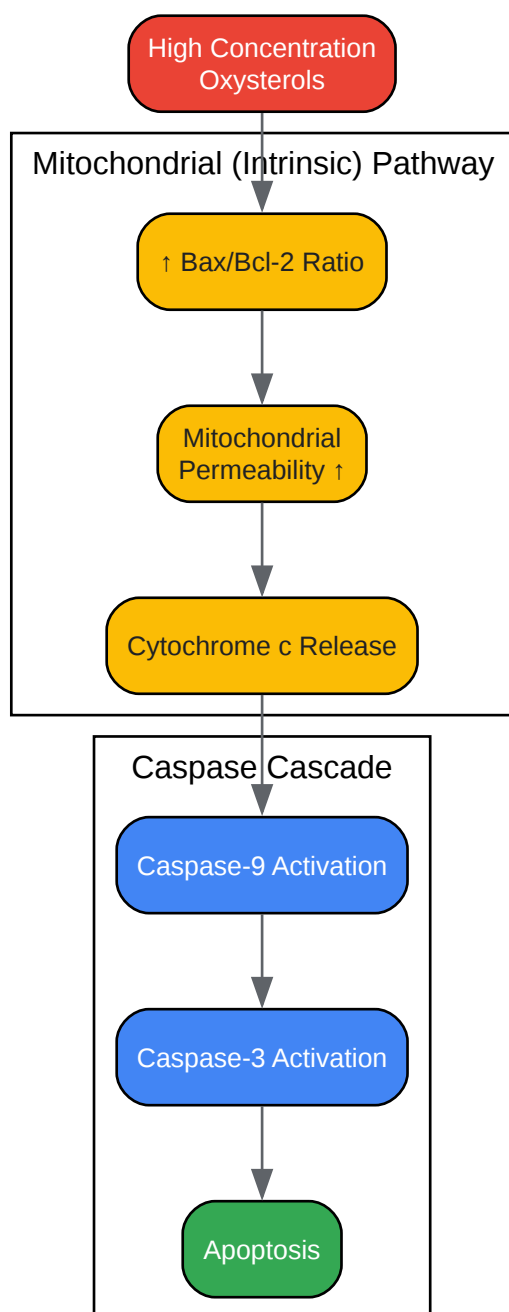 High Concentration
Oxysterols
Mitochondrial (Intrinsic) Pathway
↑ Bax/Bcl-2 Ratio
Mitochondrial
Permeability ↑
Cytochrome c Release
Caspase Cascade
Caspase-9 Activation
Caspase-3 Activation
Apoptosis